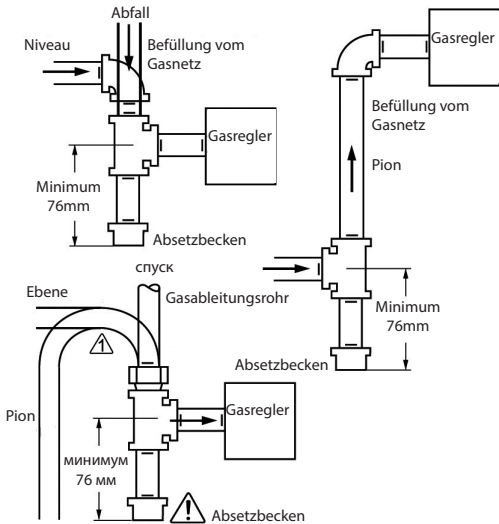 Abfall
Niveau
Befüllung vom
Gasnetz
Gasregler
Minimum
76mm
Absetzbecken
Gasregler
Befüllung vom
Gasnetz
Pion
Minimum
76mm
Absetzbecken
спуск
Ebene
Gasableitungsrohr
1
Gasregler
Pion
минимум
76 мм
!
Absetzbecken